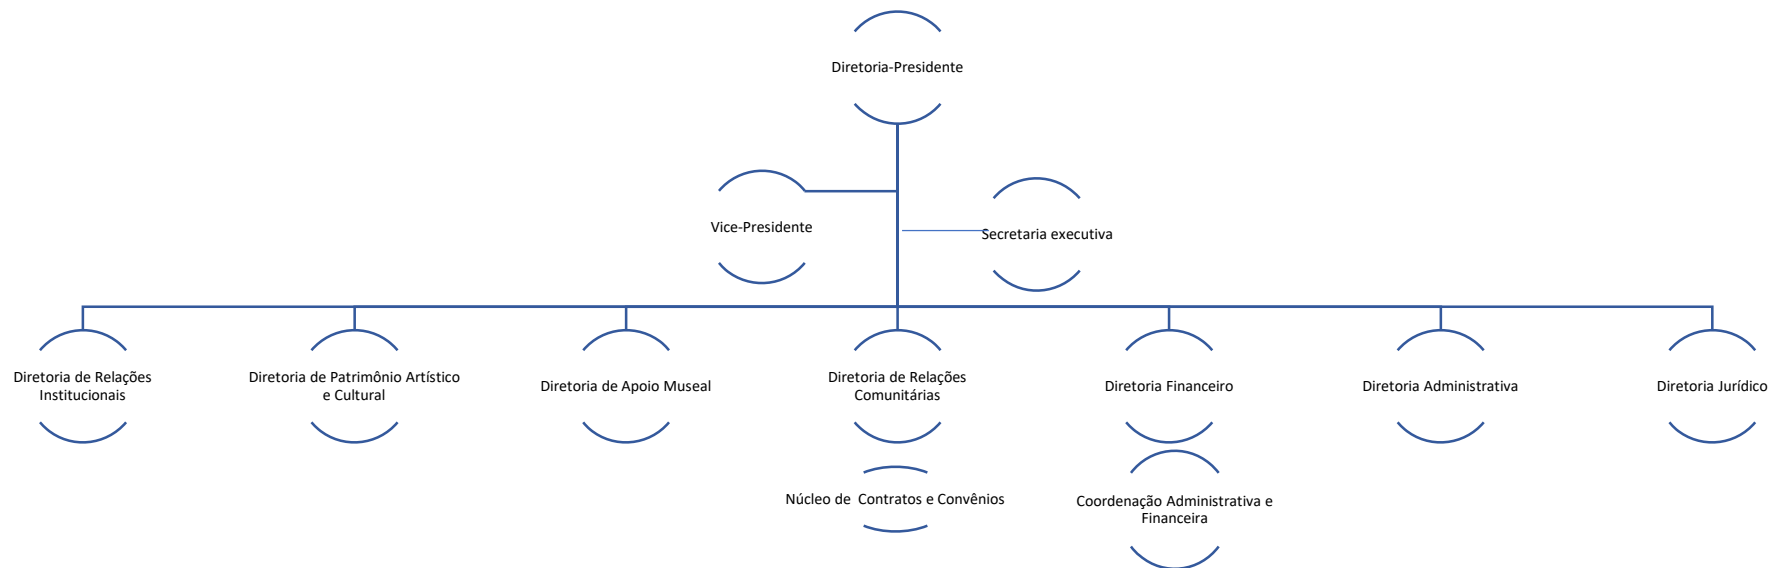 Diretoria-Presidente
Vice-Presidente
Secretaria executiva
Diretoria de Relações
Institucionais
Diretoria de Patrimônio Artístico
e Cultural
Diretoria de Apoio Museal
Diretoria de Relações
Comunitárias
Diretoria Financeiro
Diretoria Administrativa
Diretoria Jurídico
Núcleo de Contratos e Convênios
Coordenação Administrativa e
Financeira